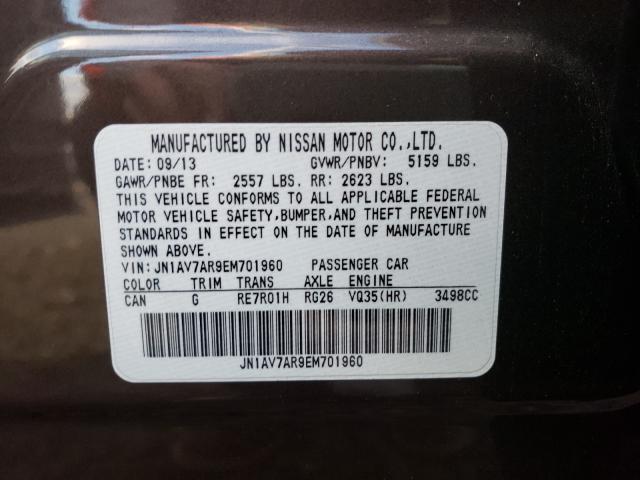 MANUFACTURED BY NISSAN MOTOR CO.,LTD.
DATE: 09/13 GVWR/PNBV: 5159 LBS.
GAWR/PNBE FR: 2557 LBS. RR: 2623 LBS.
THIS VEHICLE CONFORMS TO ALL APPLICABLE FEDERAL
MOTOR VEHICLE SAFETY,BUMPER,AND THEFT PREVENTION
STANDARDS IN EFFECT ON THE DATE OF MANUFACTURE
SHOWN ABOVE.
VIN: JN1AV7AR9EM701960 PASSENGER CAR
COLOR TRIM TRANS AXLE ENGINE
CAN G RE7R01H RG26 VQ35(HR) 3498CC
JN1AV7AR9EM701960